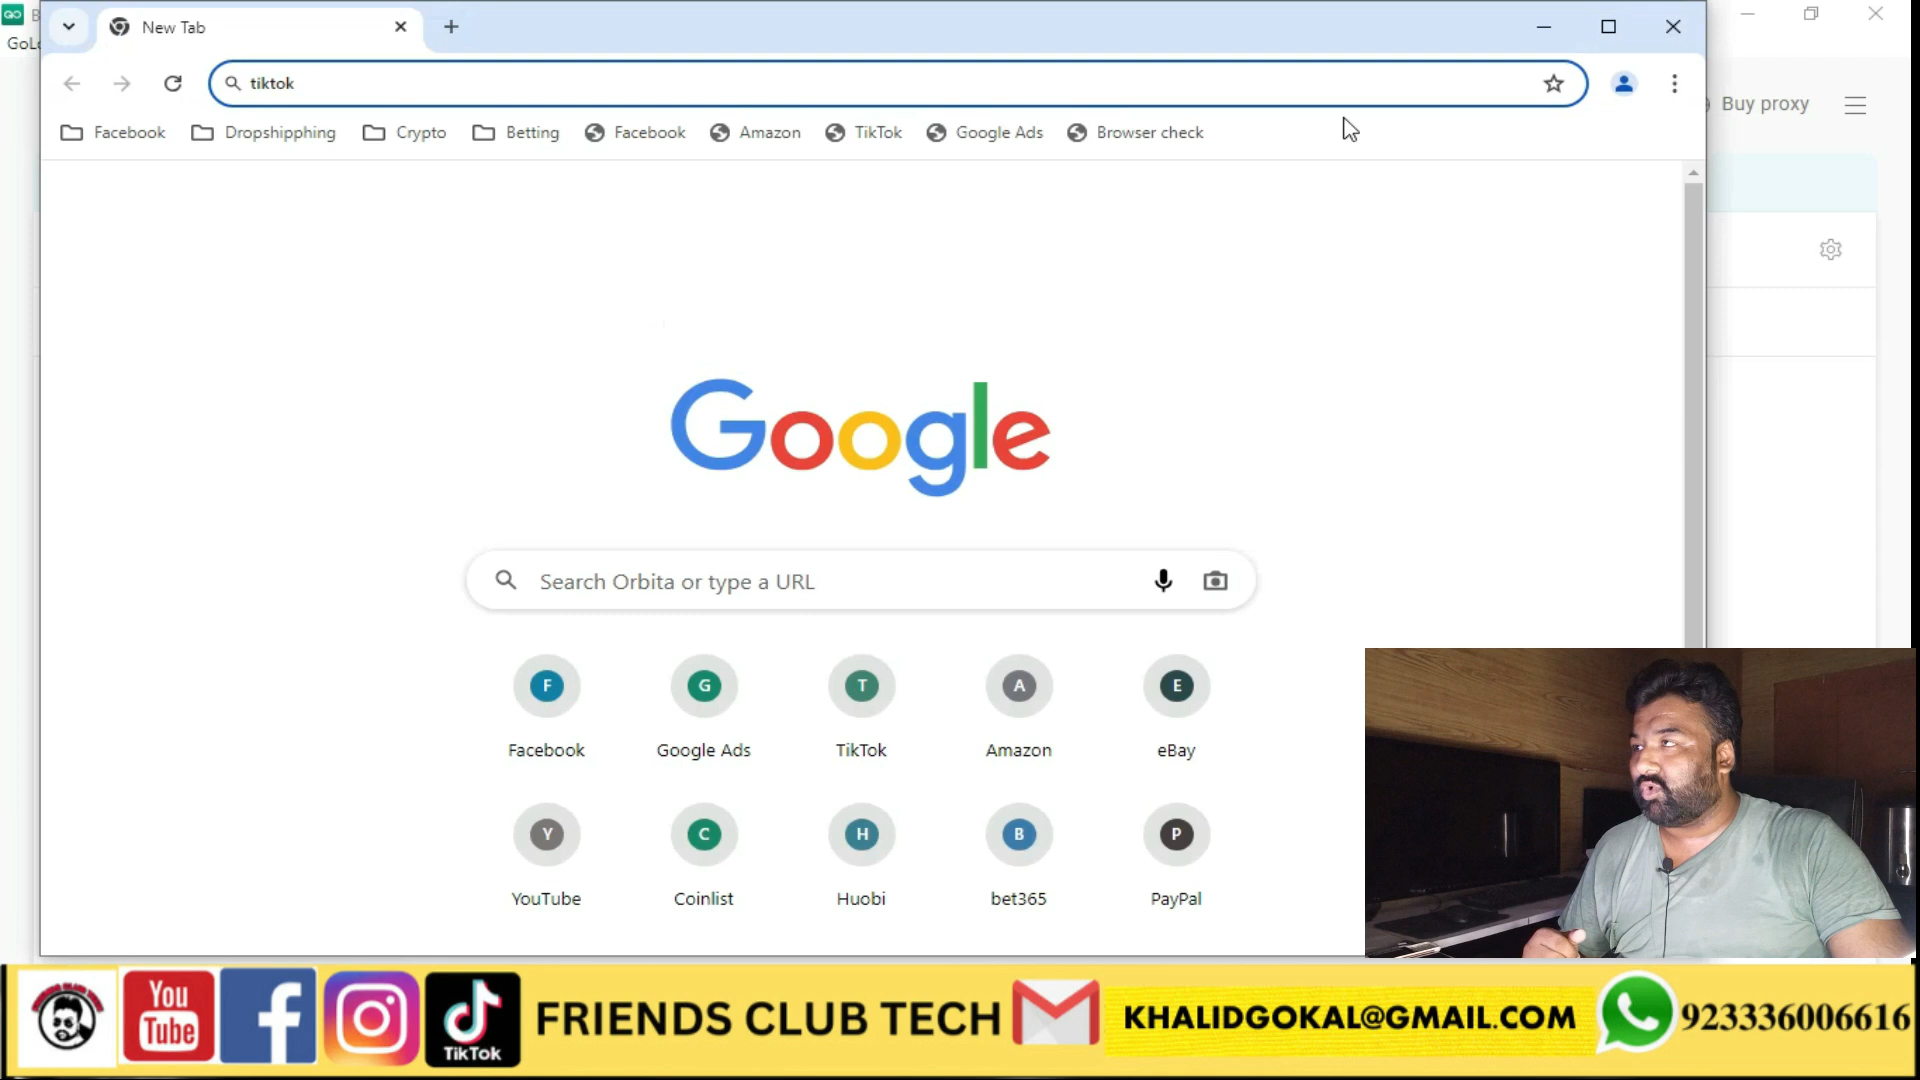 GoLo
B
New Tab
tiktok
Buy proxy
Facebook Dropshipphing Crypto Betting Facebook Amazon TikTok Google Ads Browser check
Google
Search Orbita or type a URL
F G T A E
Facebook Google Ads TikTok Amazon eBay
Y C H B P
YouTube Coinlist Huobi bet365 PayPal
You
Tube
TikTok
FRIENDS CLUB TECH
KHALIDGOKAL@GMAIL.COM
923336006616